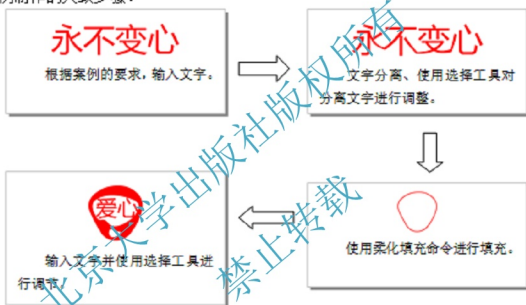 永不变心
根据案例的要求，输入文字。
永不变心
文字分离、使用选择工具对
分离文字进行调整。
使用柔化填充命令进行填充。
爱心
输入文字并使用选择工具进
行调节。
北京大学出版社版权所有
禁止转载